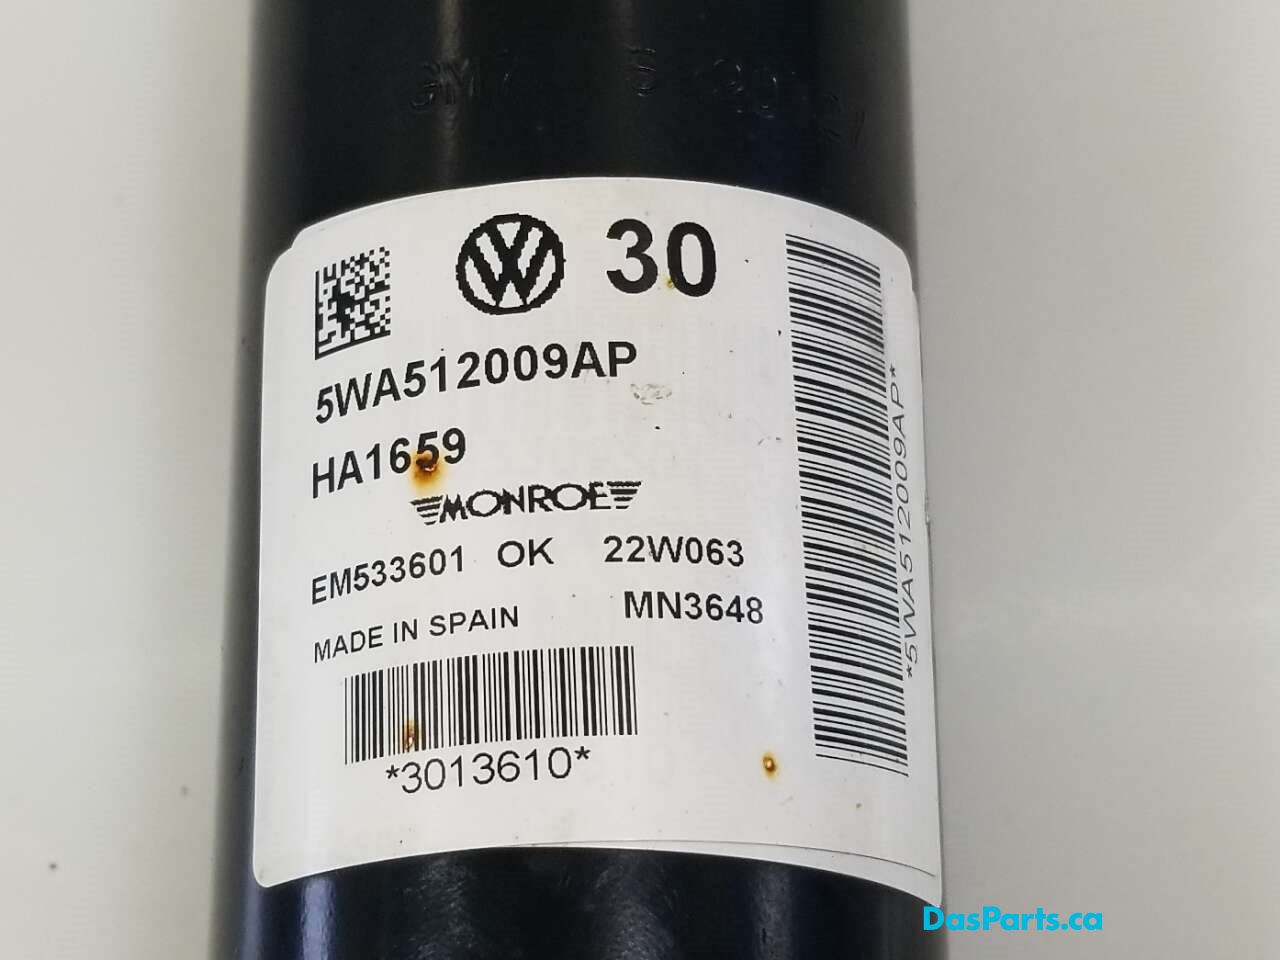 30
5WA512009AP
HA1659
MONROE
EM533601 OK 22W063
MADE IN SPAIN MN3648
*3013610*
*5WA512009AP*
DasParts.ca